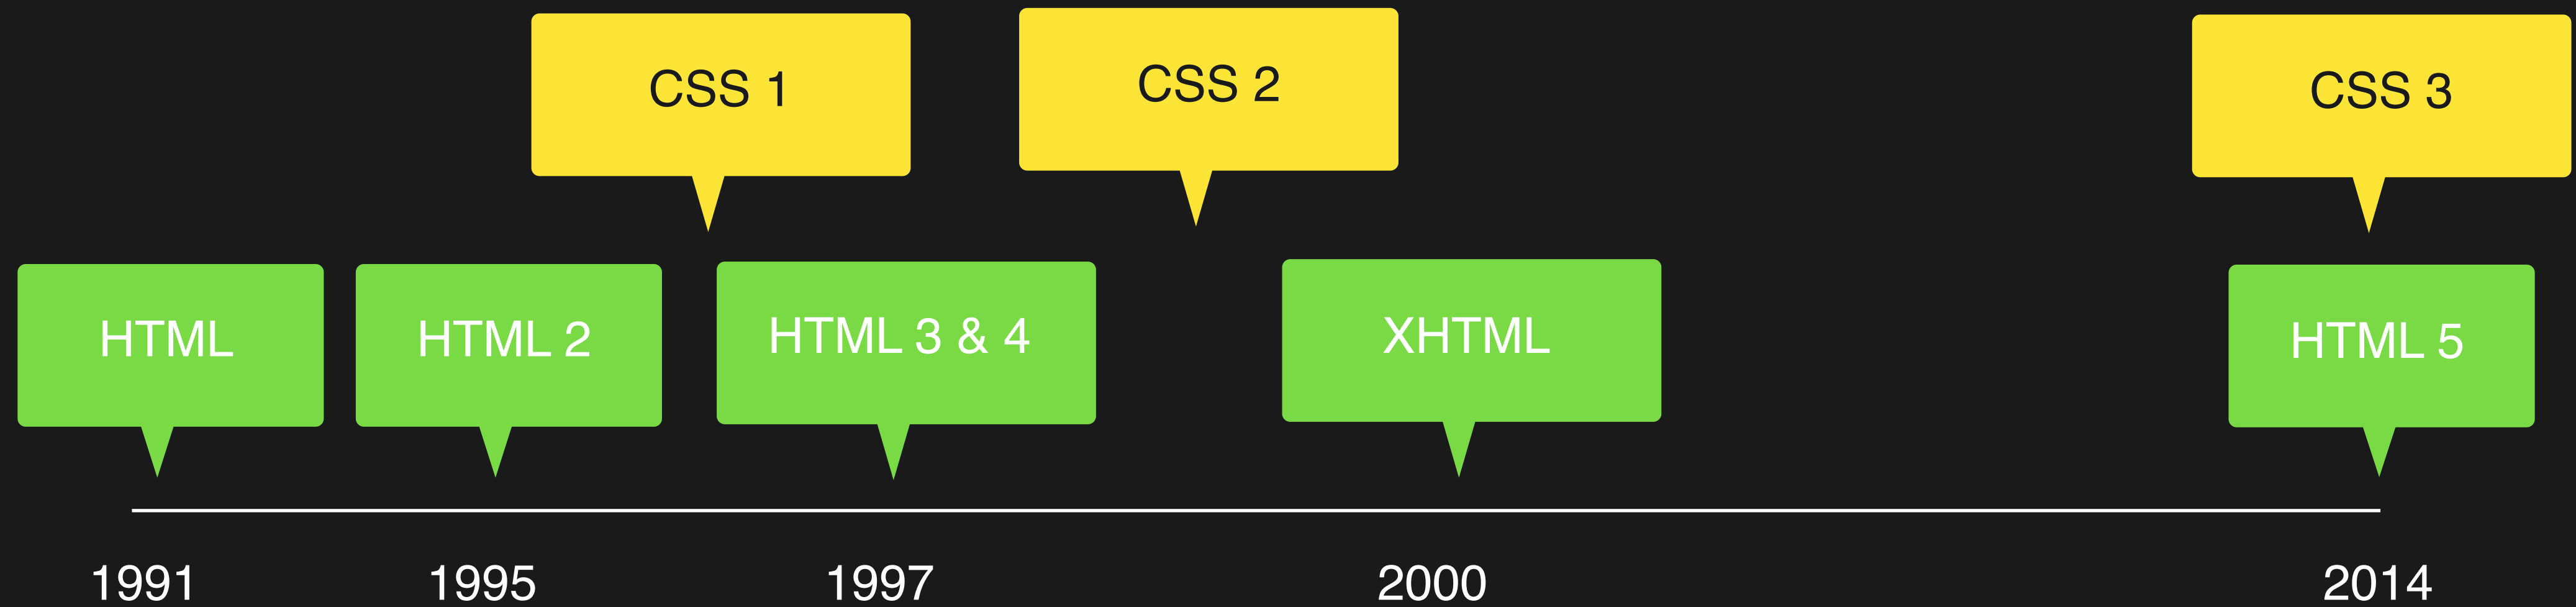 CSS 1
CSS 2
CSS 3
HTML
HTML 2
HTML 3 & 4
XHTML
HTML 5
1991
1995
1997
2000
2014